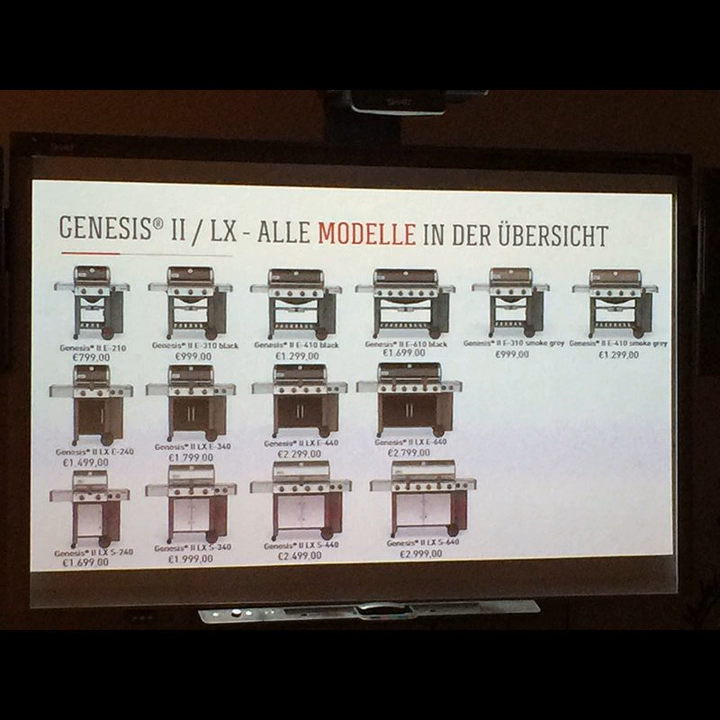 GENESIS® II / LX - ALLE MODELLE IN DER ÜBERSICHT
Genesis® II E-210
€799,00
Genesis® II E-310 black
€999,00
Genesis® II E-410 black
€1.299,00
Genesis® II E-610 black
€1.699,00
Genesis® II E-310 smoke grey
€999,00
Genesis® II E-410 smoke grey
€1.299,00
Genesis® II LX E-240
€1.499,00
Genesis® II LX E-340
€1.799,00
Genesis® II LX E-440
€2.299,00
Genesis® II LX E-640
€2.799,00
Genesis® II LX S-240
€1.699,00
Genesis® II LX S-340
€1.999,00
Genesis® II LX S-440
€2.499,00
Genesis® II LX S-640
€2.999,00